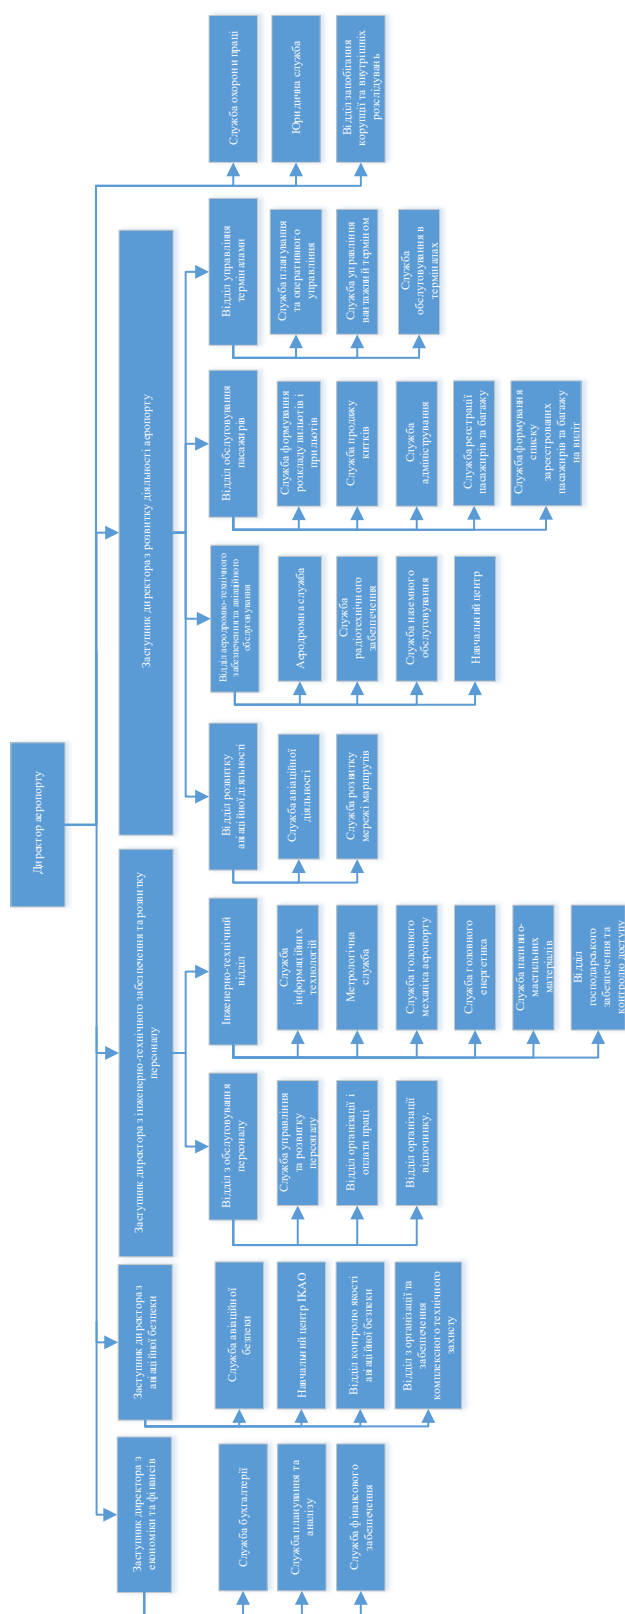 Директор аеропорту
Заступник директора з
економіки та фінансів
Служба бухгалтерії
Служба планування та
аналізу
Служба фінансового
забезпечення
Заступник директора з
авіаційної безпеки
Служба авіаційної
безпеки
Навчальний центр ІКАО
Відділ контролю якості
авіаційної безпеки
Відділ з організації та
забезпечення
комплексного технічного
захисту
Заступник директора з інженерно-технічного забезпечення та розвитку
персоналу
Відділ з обслуговування
персоналу
Служба управління
та розвитку
персоналу
Відділ організації і
оплати праці
Відділ організації
відпочинку.
Інженерно-технічний
відділ
Служба
інформаційних
технологій
Метрологічна
служба
Служба головного
механіка аеропорту
Служба головного
енергетика
Служба паливно-
мастильних
матеріалів
Відділ
господарського
забезпечення та
контролю доступу
Заступник директора з розвитку діяльності аеропорту
Відділ розвитку
авіаційної діяльності
Служба авіаційної
діяльності
Служба розвитку
мережі маршрутів
Відділ аеродромно-технічного
забезпечення та авіаційного
обслуговування
Аеродромна служба
Служба
радіотехнічного
забезпечення
Служба наземного
обслуговування
Навчальний центр
Відділ обслуговування
пасажирів
Служба формування
розкладу вильотів і
прильотів
Служба продажу
китків
Служба
адміністрування
Служба реєстрації
пасажирів та багажу
Служба формування
списку
зареєстрованих
пасажирів та багажу
на виліт
Відділ управління
терміналами
Служба планування
та оперативного
управління
Служба управління
вантажний терміном
Служба
обслуговування в
терміналах
Служба охорони праці
Юридична служба
Відділ запобігання
корупції та внутрішніх
розслідувань